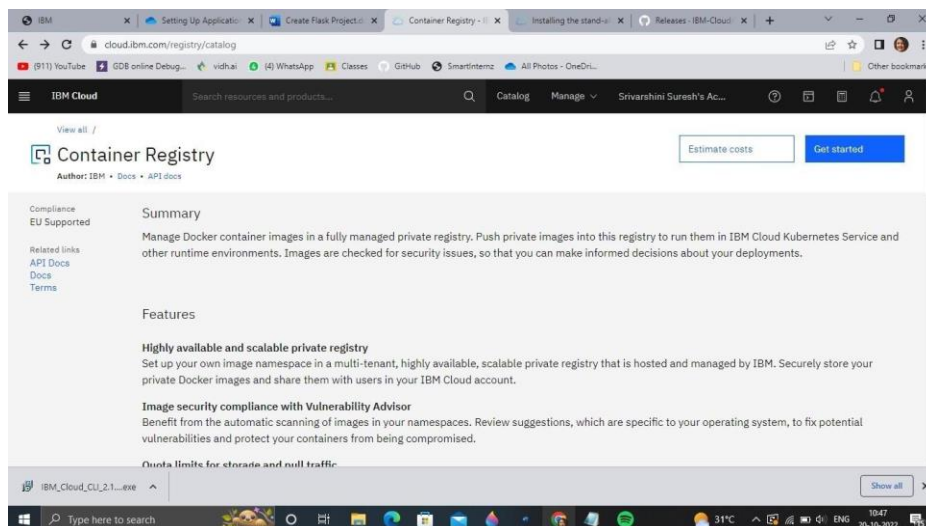 IBM
Setting Up Applicatio
Create Flask Project.d
Container Registry - I
Installing the stand-al
Releases · IBM-Cloud
cloud.ibm.com/registry/catalog
(911) YouTube
GDB online Debug...
vidh.ai
(4) WhatsApp
Classes
GitHub
SmartInternz
All Photos - OneDri...
Other bookmark
IBM Cloud
Search resources and products...
Catalog
Manage
Srivarshini Suresh's Ac...
View all /
Container Registry
Estimate costs
Get started
Author: IBM • Docs • API docs
Compliance
EU Supported
Related links
API Docs
Docs
Terms
Summary
Manage Docker container images in a fully managed private registry. Push private images into this registry to run them in IBM Cloud Kubernetes Service and
other runtime environments. Images are checked for security issues, so that you can make informed decisions about your deployments.
Features
Highly available and scalable private registry
Set up your own image namespace in a multi-tenant, highly available, scalable private registry that is hosted and managed by IBM. Securely store your
private Docker images and share them with users in your IBM Cloud account.
Image security compliance with Vulnerability Advisor
Benefit from the automatic scanning of images in your namespaces. Review suggestions, which are specific to your operating system, to fix potential
vulnerabilities and protect your containers from being compromised.
Quota limits for storage and pull traffic
IBM_Cloud_CLI_2.1....exe
Show all
Type here to search
31°C
ENG
10:47
20-10-2022